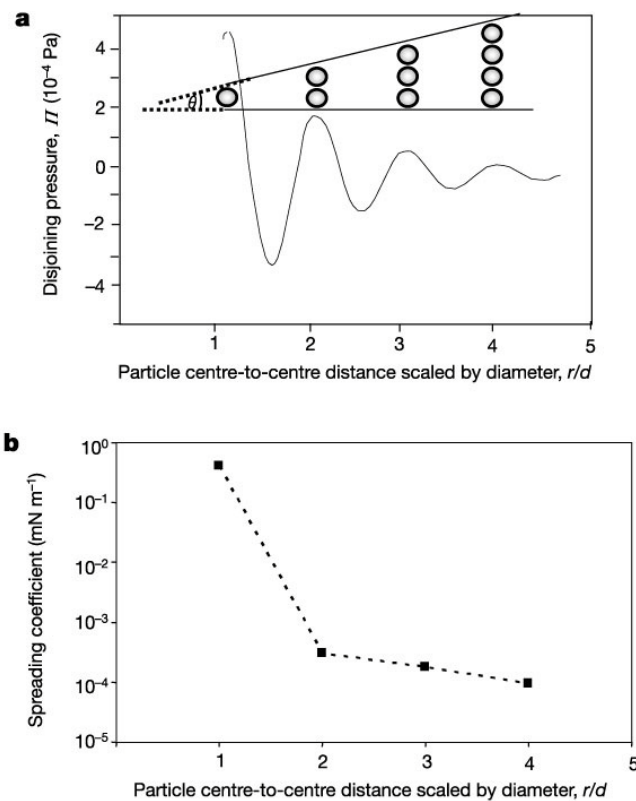 a
Disjoining pressure, Π (10⁻⁴ Pa)
4
2
0
−2
−4
θ)
1 2 3 4 5
Particle centre-to-centre distance scaled by diameter, r/d
b
Spreading coefficient (mN m⁻¹)
10⁰
10⁻¹
10⁻²
10⁻³
10⁻⁴
10⁻⁵
1 2 3 4 5
Particle centre-to-centre distance scaled by diameter, r/d